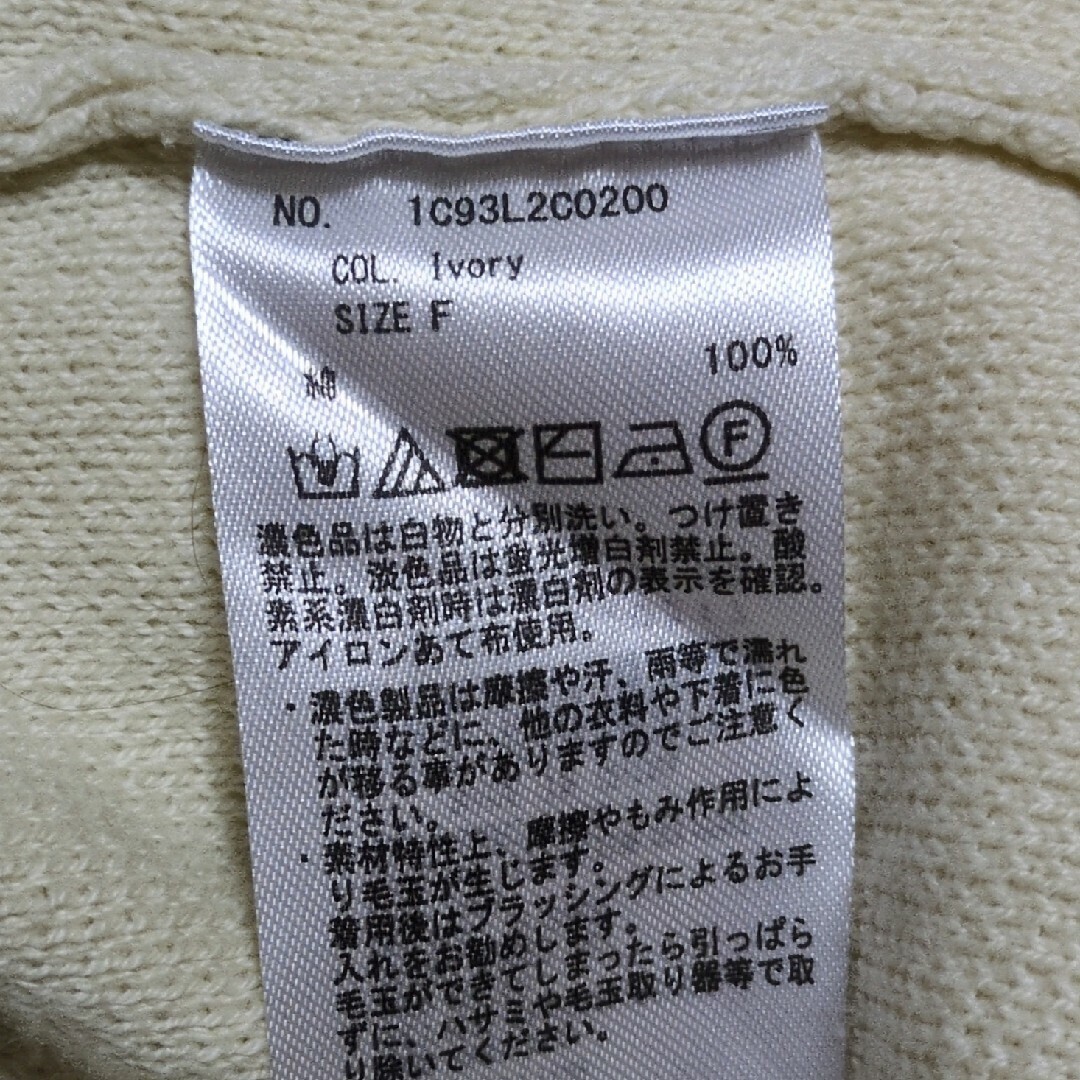 NO. 1C93L2C0200
COL. Ivory
SIZE F
綿 100%
F
濃色品は白物と分別洗い。つけ置き
禁止。淡色品は蛍光増白剤禁止。酸
素系漂白剤時は漂白剤の表示を確認。
アイロンあて布使用。
・濃色製品は摩擦や汗、雨等で濡れ
た時などに、他の衣料や下着に色
が移る事がありますのでご注意く
ださい。
・素材特性上、摩擦やもみ作用によ
り毛玉が生じます。
着用後はブラッシングによるお手
入れをお勧めします。
毛玉ができてしまったら引っぱら
ずに、ハサミや毛玉取り器等で取
り除いてください。